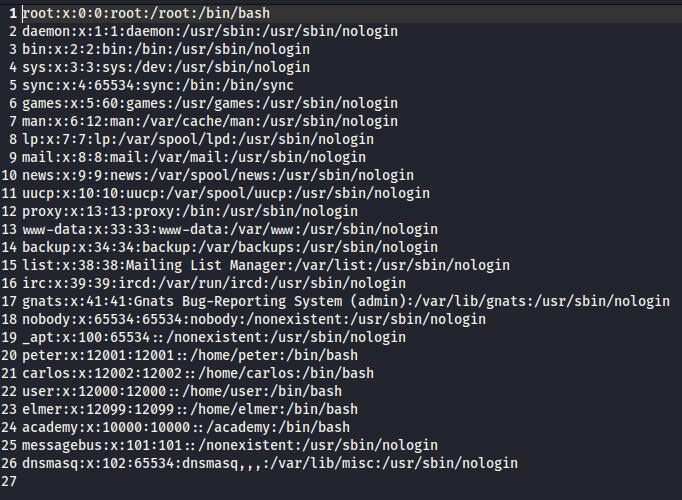 1 root:x:0:0:root:/root:/bin/bash
2 daemon:x:1:1:daemon:/usr/sbin:/usr/sbin/nologin
3 bin:x:2:2:bin:/bin:/usr/sbin/nologin
4 sys:x:3:3:sys:/dev:/usr/sbin/nologin
5 sync:x:4:65534:sync:/bin:/bin/sync
6 games:x:5:60:games:/usr/games:/usr/sbin/nologin
7 man:x:6:12:man:/var/cache/man:/usr/sbin/nologin
8 lp:x:7:7:lp:/var/spool/lpd:/usr/sbin/nologin
9 mail:x:8:8:mail:/var/mail:/usr/sbin/nologin
10 news:x:9:9:news:/var/spool/news:/usr/sbin/nologin
11 uucp:x:10:10:uucp:/var/spool/uucp:/usr/sbin/nologin
12 proxy:x:13:13:proxy:/bin:/usr/sbin/nologin
13 www-data:x:33:33:www-data:/var/www:/usr/sbin/nologin
14 backup:x:34:34:backup:/var/backups:/usr/sbin/nologin
15 list:x:38:38:Mailing List Manager:/var/list:/usr/sbin/nologin
16 irc:x:39:39:ircd:/var/run/ircd:/usr/sbin/nologin
17 gnats:x:41:41:Gnats Bug-Reporting System (admin):/var/lib/gnats:/usr/sbin/nologin
18 nobody:x:65534:65534:nobody:/nonexistent:/usr/sbin/nologin
19 _apt:x:100:65534::/nonexistent:/usr/sbin/nologin
20 peter:x:12001:12001::/home/peter:/bin/bash
21 carlos:x:12002:12002::/home/carlos:/bin/bash
22 user:x:12000:12000::/home/user:/bin/bash
23 elmer:x:12099:12099::/home/elmer:/bin/bash
24 academy:x:10000:10000::/academy:/bin/bash
25 messagebus:x:101:101::/nonexistent:/usr/sbin/nologin
26 dnsmasq:x:102:65534:dnsmasq,,,:/var/lib/misc:/usr/sbin/nologin
27